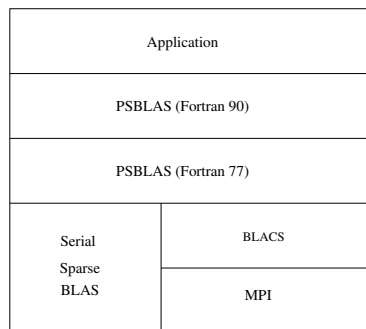 Application
PSBLAS (Fortran 90)
PSBLAS (Fortran 77)
Serial
Sparse
BLAS
BLACS
MPI